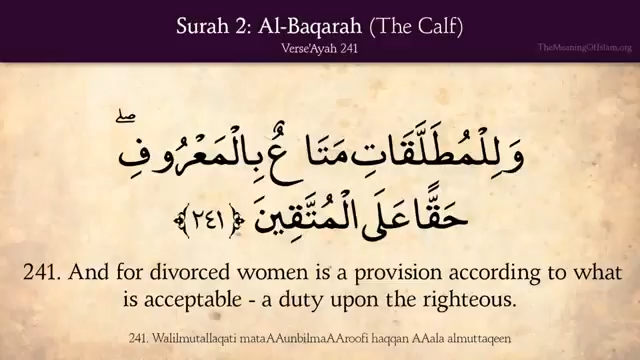 Surah 2: Al-Baqarah (The Calf)
Verse'Ayah 241
TheMeaningOfIslam.org
وَلِلْمُطَلَّقَاتِ مَتَاعٌ بِالْمَعْرُوفِ ۖ
حَقًّا عَلَى الْمُتَّقِينَ ﴿٢٤١﴾
241. And for divorced women is a provision according to what
is acceptable - a duty upon the righteous.
241. Walilmutallaqati mataAAunbilmaAAroofi haqqan AAala almuttaqeen